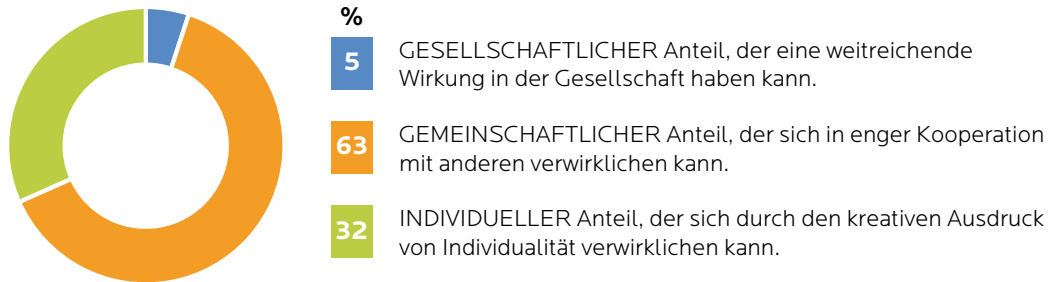 %
5
GESELLSCHAFTLICHER Anteil, der eine weitreichende
Wirkung in der Gesellschaft haben kann.
63
GEMEINSCHAFTLICHER Anteil, der sich in enger Kooperation
mit anderen verwirklichen kann.
32
INDIVIDUELLER Anteil, der sich durch den kreativen Ausdruck
von Individualität verwirklichen kann.